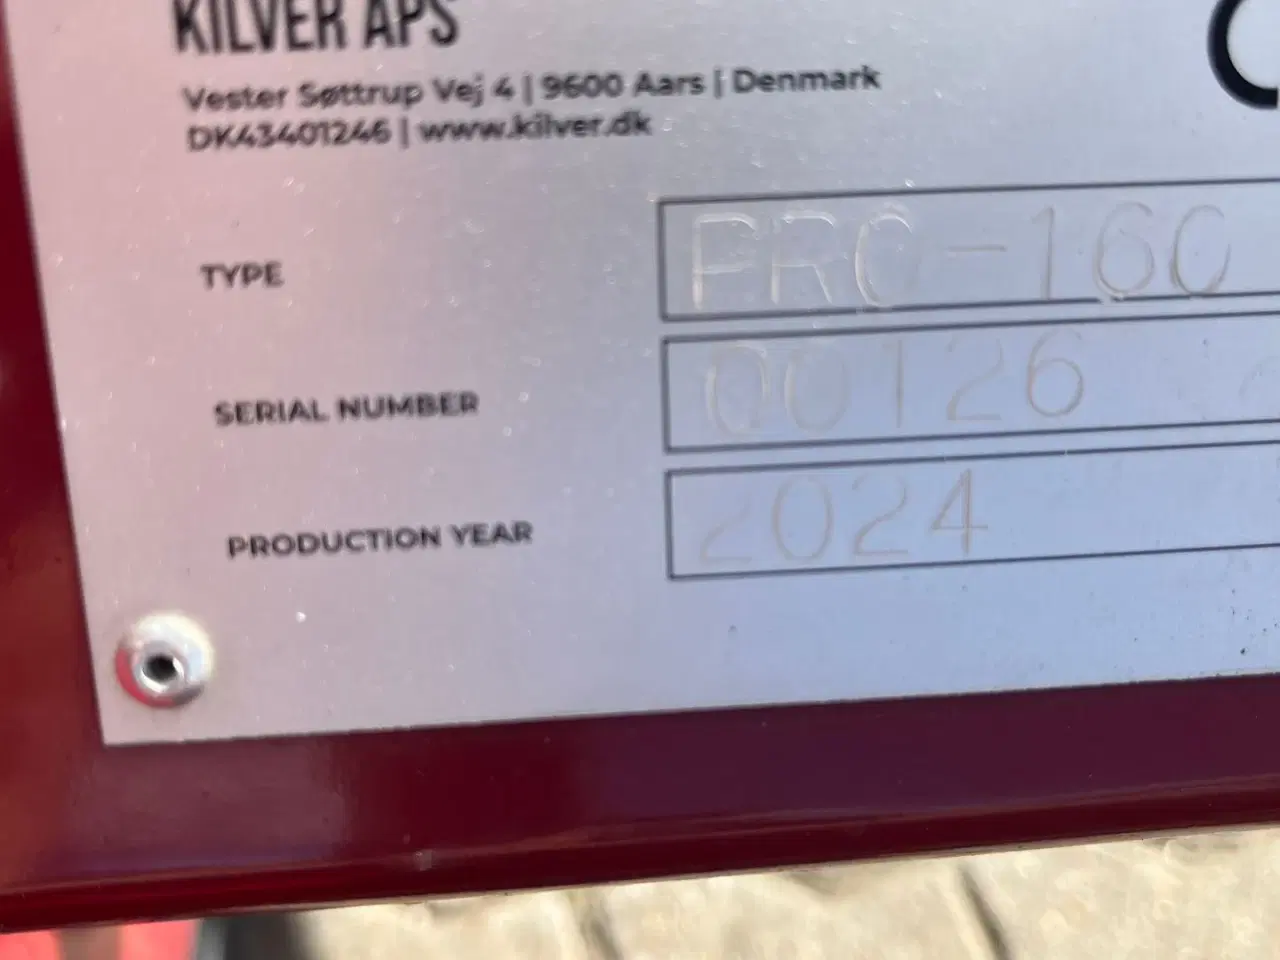 KILVER APS
Vester Søttrup Vej 4 | 9600 Aars | Denmark
DK43401246 | www.kilver.dk
TYPE PRO-160
SERIAL NUMBER 00126
PRODUCTION YEAR 2024